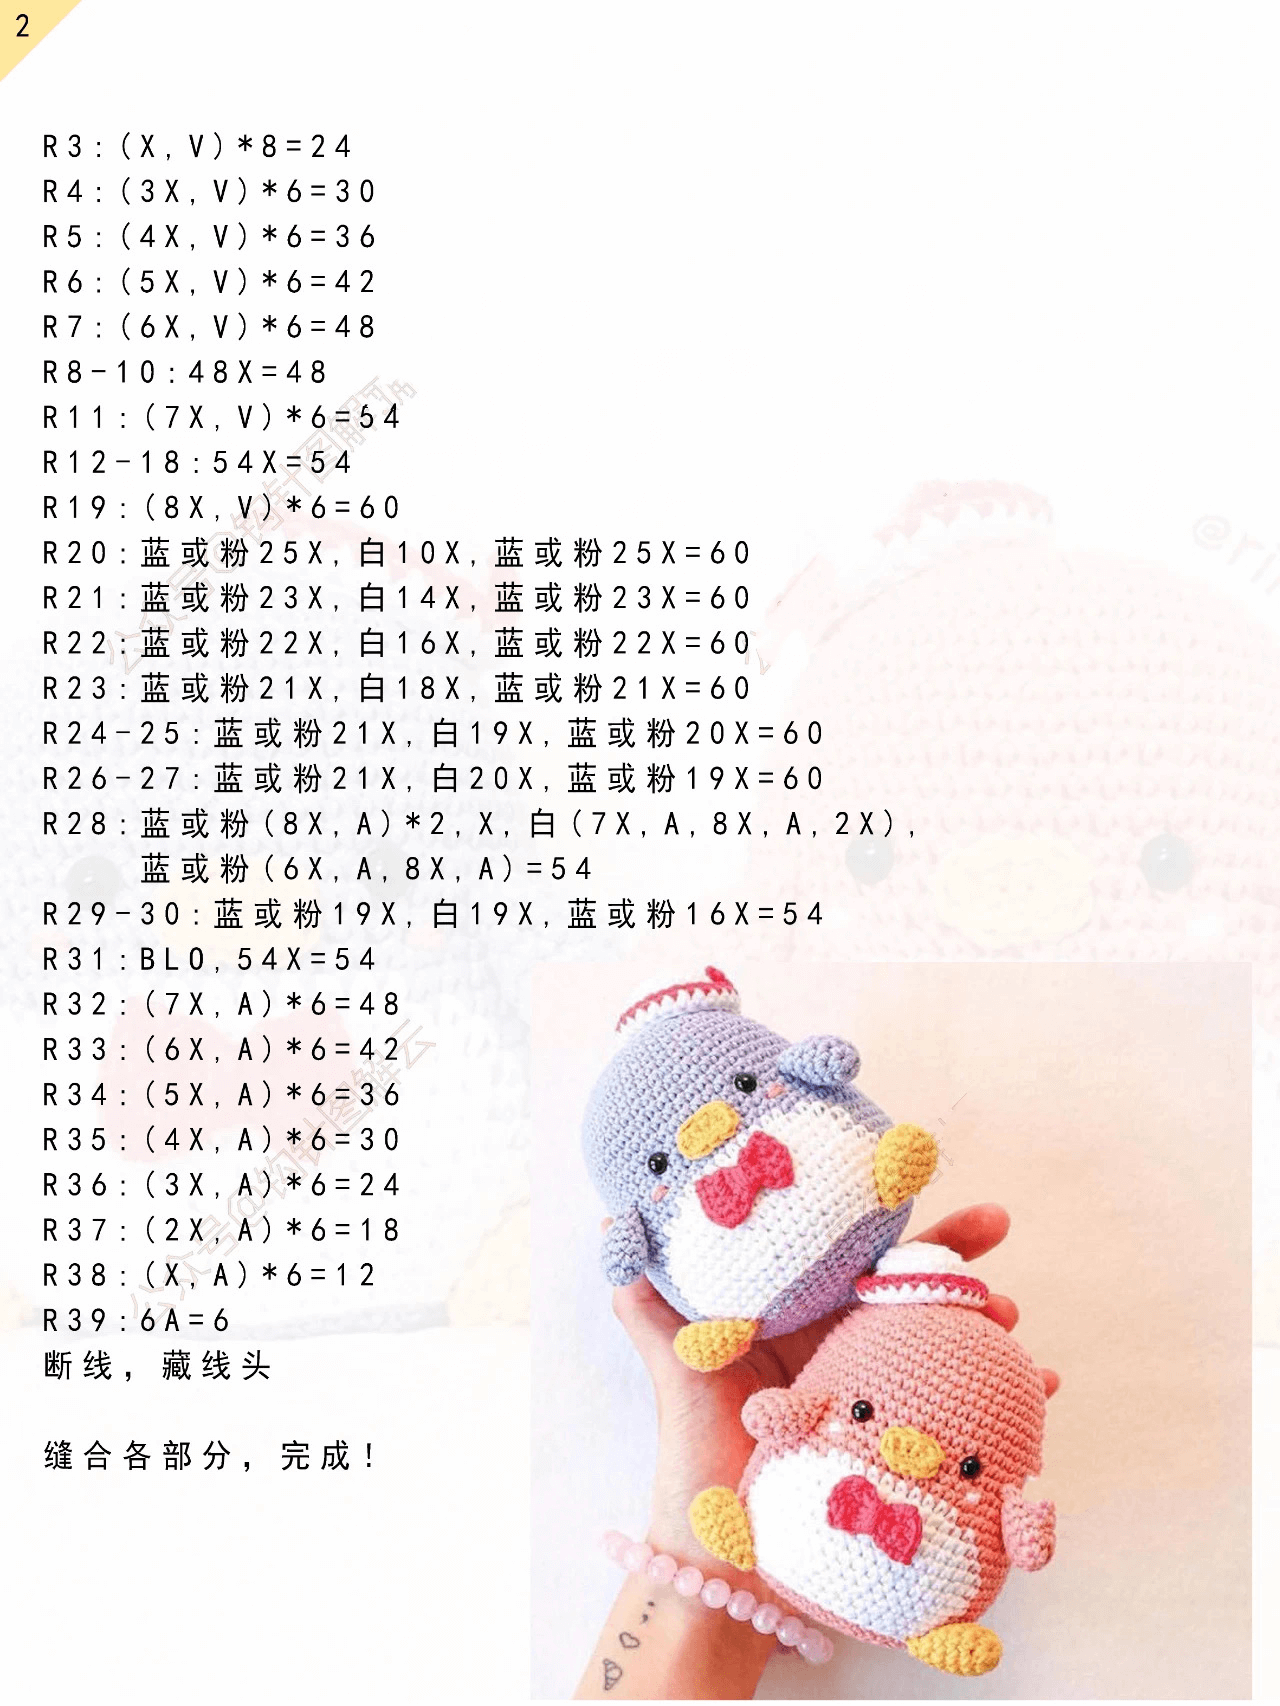 2
R3:(X,V)*8=24
R4:(3X,V)*6=30
R5:(4X,V)*6=36
R6:(5X,V)*6=42
R7:(6X,V)*6=48
R8-10:48X=48
R11:(7X,V)*6=54
R12-18:54X=54
R19:(8X,V)*6=60
R20:蓝或粉25X,白10X,蓝或粉25X=60
R21:蓝或粉23X,白14X,蓝或粉23X=60
R22:蓝或粉22X,白16X,蓝或粉22X=60
R23:蓝或粉21X,白18X,蓝或粉21X=60
R24-25:蓝或粉21X,白19X,蓝或粉20X=60
R26-27:蓝或粉21X,白20X,蓝或粉19X=60
R28:蓝或粉(8X,A)*2,X,白(7X,A,8X,A,2X),
蓝或粉(6X,A,8X,A)=54
R29-30:蓝或粉19X,白19X,蓝或粉16X=54
R31:BLO,54X=54
R32:(7X,A)*6=48
R33:(6X,A)*6=42
R34:(5X,A)*6=36
R35:(4X,A)*6=30
R36:(3X,A)*6=24
R37:(2X,A)*6=18
R38:(X,A)*6=12
R39:6A=6
断线，藏线头
缝合各部分，完成！
公众号@钩针图解云